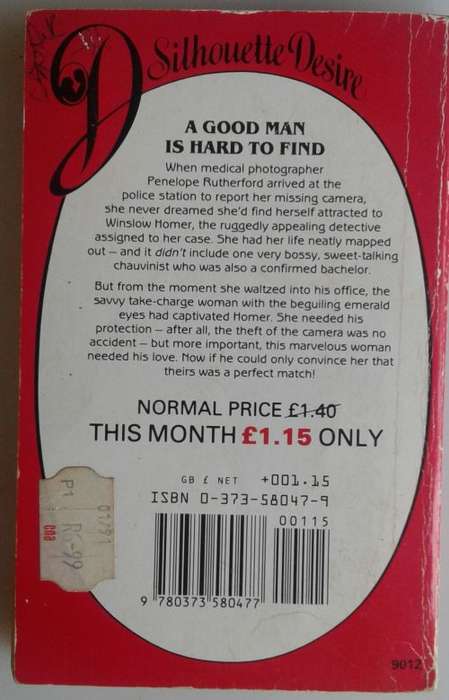 Silhouette Desire
A GOOD MAN
IS HARD TO FIND
When medical photographer
Penelope Rutherford arrived at the
police station to report her missing camera,
she never dreamed she'd find herself attracted to
Winslow Homer, the ruggedly appealing detective
assigned to her case. She had her life neatly mapped
out – and it didn't include one very bossy, sweet-talking
chauvinist who was also a confirmed bachelor.
But from the moment she waltzed into his office, the
savvy take-charge woman with the beguiling emerald
eyes had captivated Homer. She needed his
protection – after all, the theft of the camera was no
accident – but more important, this marvelous woman
needed his love. Now if he could only convince her that
theirs was a perfect match!
NORMAL PRICE £1.40
THIS MONTH £1.15 ONLY
GB £ NET +001.15
ISBN 0-373-58047-9
00115
9 780373 580477
01/91
P1 R6-99
9012